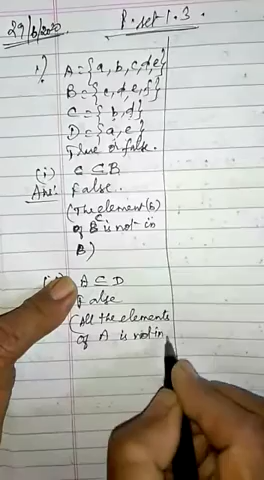 29/6/2020 P. set 1.3.
1) A = {a, b, c, d, e}
B = {c, d, e, f}
C = {b, d}
D = {a, e}
True or false.
(i) C ⊆ B
Ans: False.
(The element (b)
of C is not in
B)
A ⊆ D
False
(All the elements
of A is not in